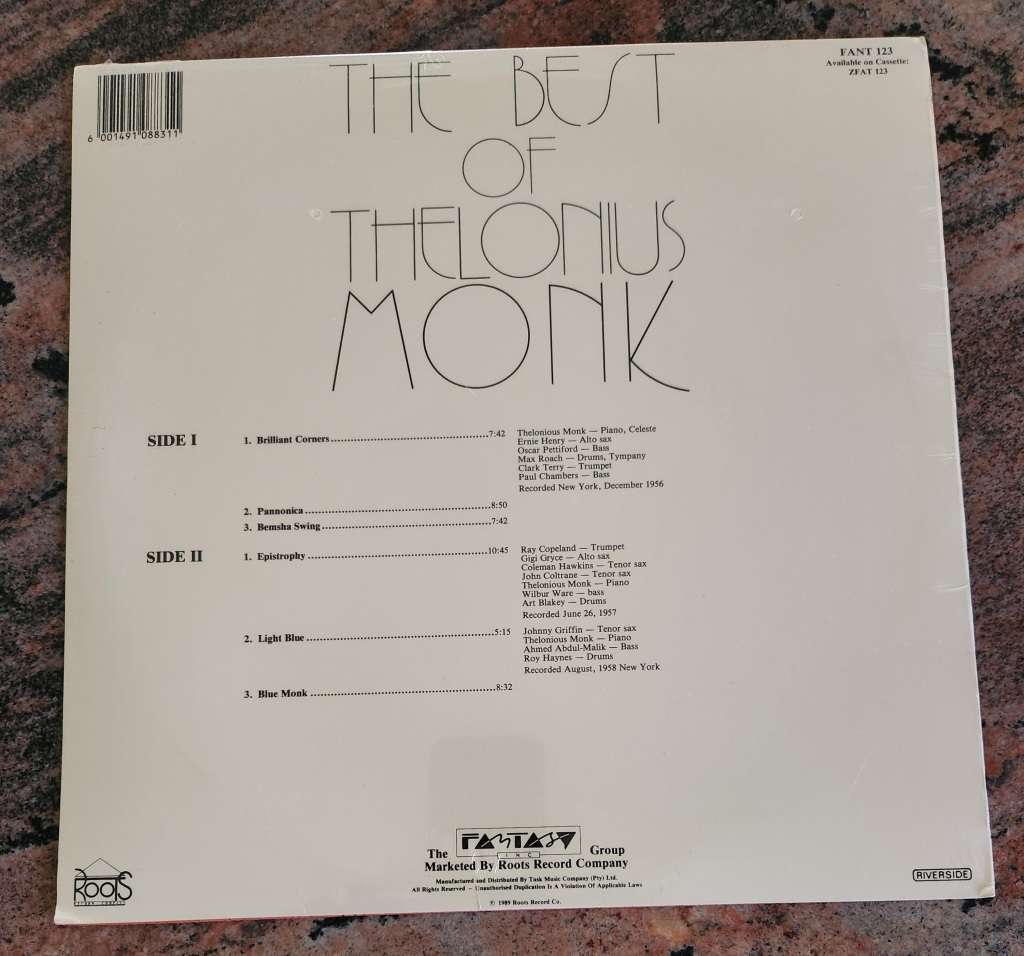 FANT 123
Available on Cassette:
ZFAT 123
6 001491 088311
THE BEST
OF
THELONIUS
MONK
SIDE I
1. Brilliant Corners 7:42
Thelonious Monk — Piano, Celeste
Ernie Henry — Alto sax
Oscar Pettiford — Bass
Max Roach — Drums, Tympany
Clark Terry — Trumpet
Paul Chambers — Bass
Recorded New York, December 1956
2. Pannonica 8:50
3. Bemsha Swing 7:42
SIDE II
1. Epistrophy 10:45
Ray Copeland — Trumpet
Gigi Gryce — Alto sax
Coleman Hawkins — Tenor sax
John Coltrane — Tenor sax
Thelonious Monk — Piano
Wilbur Ware — bass
Art Blakey — Drums
Recorded June 26, 1957
2. Light Blue 5:15
Johnny Griffin — Tenor sax
Thelonious Monk — Piano
Ahmed Abdul-Malik — Bass
Roy Haynes — Drums
Recorded August, 1958 New York
3. Blue Monk 8:32
The FANTASY INC Group
Marketed By Roots Record Company
Manufactured and Distributed By Task Music Company (Pty) Ltd.
All Rights Reserved – Unauthorised Duplication Is A Violation Of Applicable Laws
℗ 1989 Roots Record Co.
ROOTS
RIVERSIDE